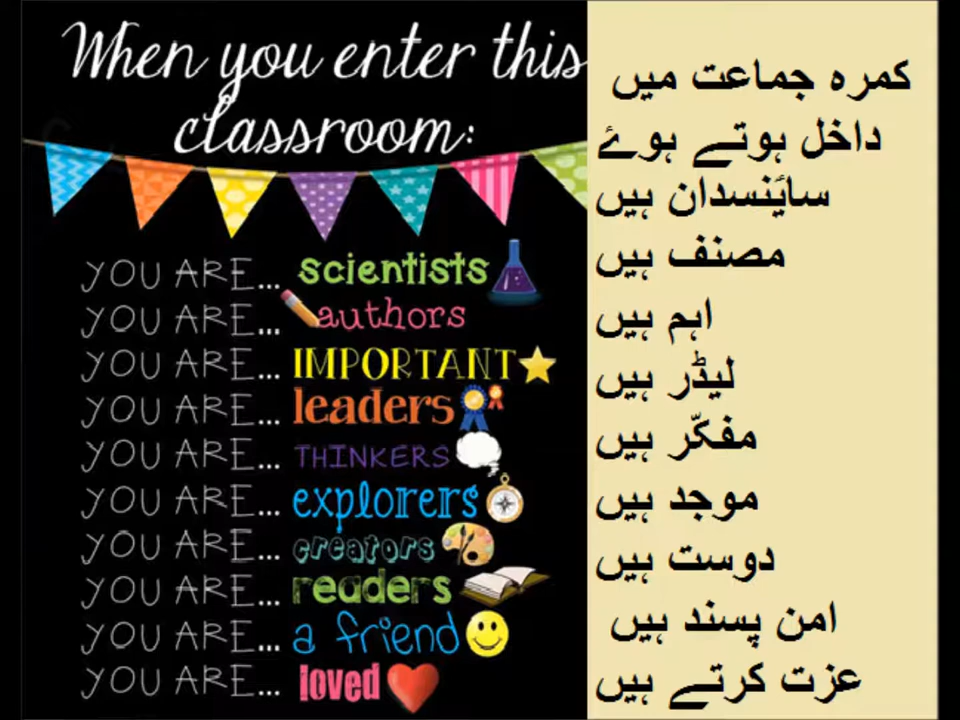 When you enter this
classroom:
YOU ARE... scientists
YOU ARE... authors
YOU ARE... IMPORTANT
YOU ARE... leaders
YOU ARE... THINKERS
YOU ARE... explorers
YOU ARE... creators
YOU ARE... readers
YOU ARE... a friend
YOU ARE... loved
کمرہ جماعت میں
داخل ہوتے ہوئے
سائنسدان ہیں
مصنف ہیں
اہم ہیں
لیڈر ہیں
مفکّر ہیں
موجد ہیں
دوست ہیں
امن پسند ہیں
عزت کرتے ہیں